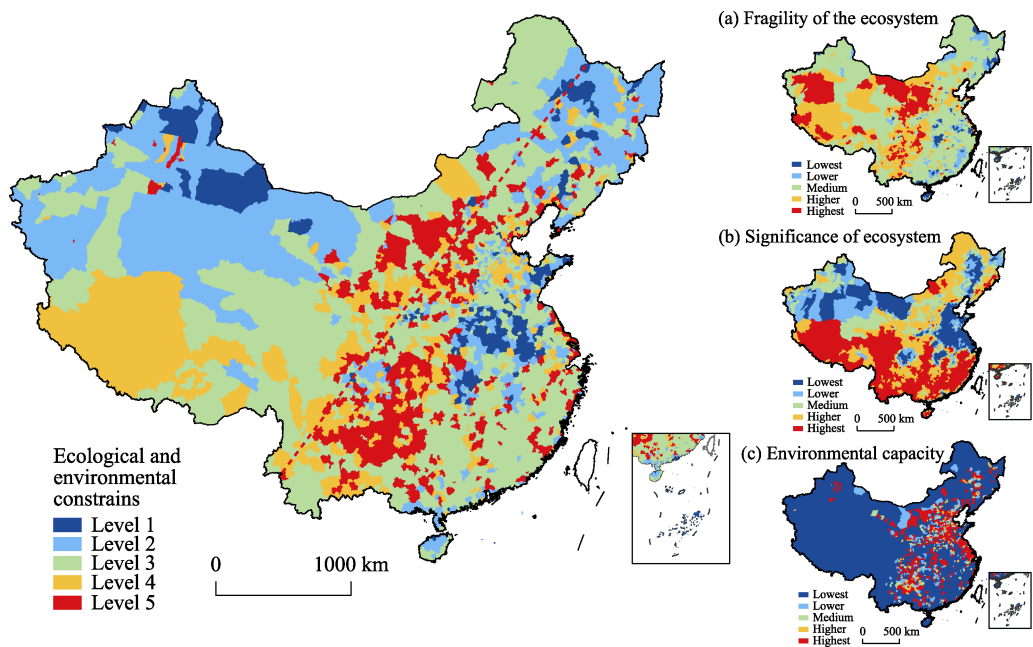 Ecological and
environmental
constrains
Level 1
Level 2
Level 3
Level 4
Level 5
0 1000 km
(a) Fragility of the ecosystem
Lowest
Lower
Medium
Higher
Highest
0 500 km
(b) Significance of ecosystem
Lowest
Lower
Medium
Higher
Highest
0 500 km
(c) Environmental capacity
Lowest
Lower
Medium
Higher
Highest
0 500 km